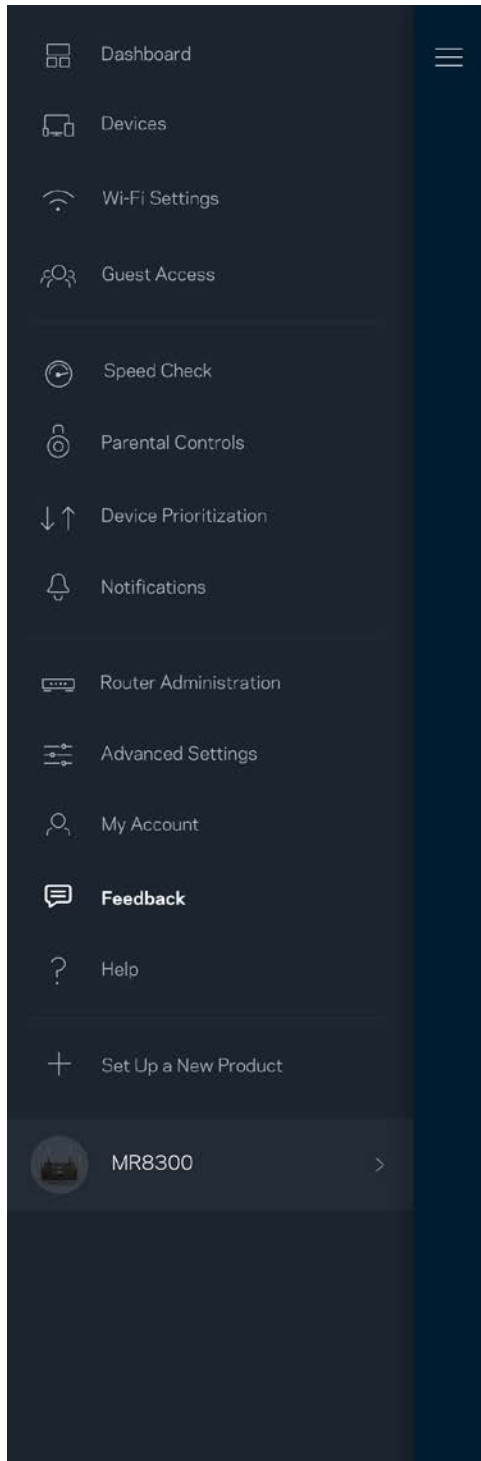 Dashboard
Devices
Wi-Fi Settings
Guest Access
Speed Check
Parental Controls
Device Prioritization
Notifications
Router Administration
Advanced Settings
My Account
Feedback
Help
Set Up a New Product
MR8300